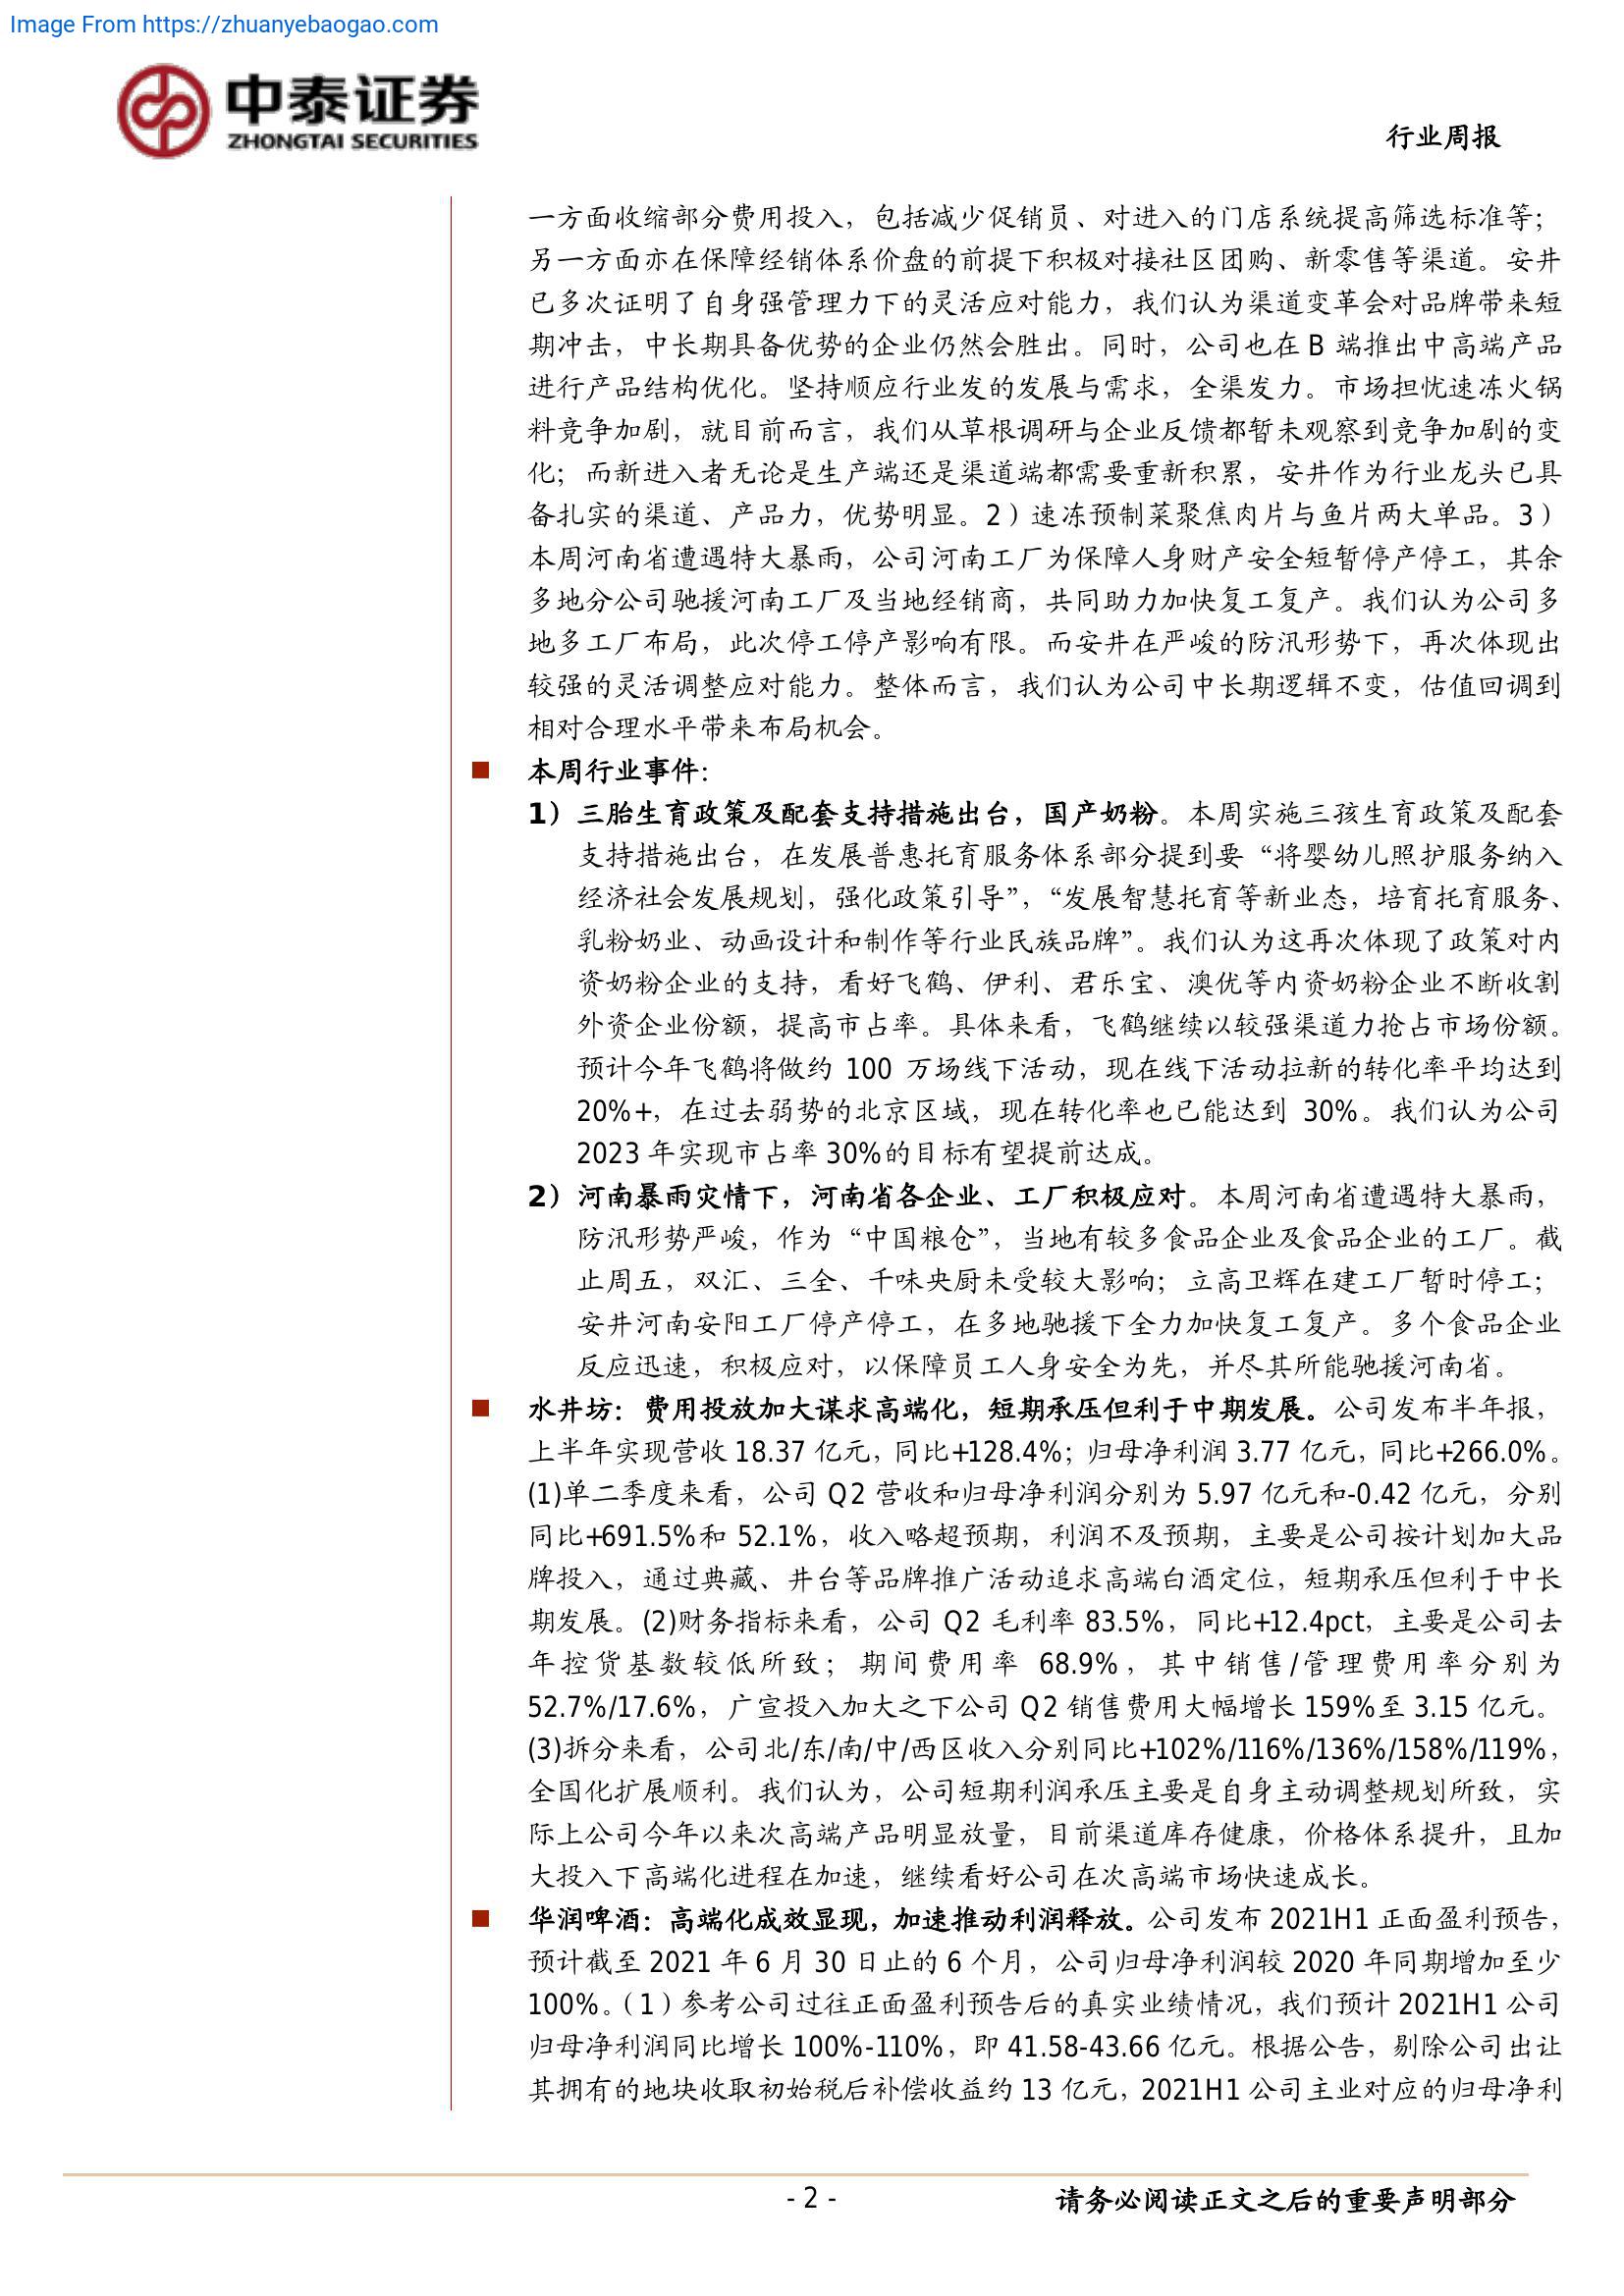 Image From https://zhuanyebaogao.com
中泰证券
ZHONGTAI SECURITIES
行业周报
一方面收缩部分费用投入，包括减少促销员、对进入的门店系统提高筛选标准等；
另一方面亦在保障经销体系价盘的前提下积极对接社区团购、新零售等渠道。安井
已多次证明了自身强管理力下的灵活应对能力，我们认为渠道变革会对品牌带来短
期冲击，中长期具备优势的企业仍然会胜出。同时，公司也在 B 端推出中高端产品
进行产品结构优化。坚持顺应行业发的发展与需求，全渠发力。市场担忧速冻火锅
料竞争加剧，就目前而言，我们从草根调研与企业反馈都暂未观察到竞争加剧的变
化；而新进入者无论是生产端还是渠道端都需要重新积累，安井作为行业龙头已具
备扎实的渠道、产品力，优势明显。2）速冻预制菜聚焦肉片与鱼片两大单品。3）
本周河南省遭遇特大暴雨，公司河南工厂为保障人身财产安全短暂停产停工，其余
多地分公司驰援河南工厂及当地经销商，共同助力加快复工复产。我们认为公司多
地多工厂布局，此次停工停产影响有限。而安井在严峻的防汛形势下，再次体现出
较强的灵活调整应对能力。整体而言，我们认为公司中长期逻辑不变，估值回调到
相对合理水平带来布局机会。
■ 本周行业事件：
1）三胎生育政策及配套支持措施出台，国产奶粉。本周实施三孩生育政策及配套
支持措施出台，在发展普惠托育服务体系部分提到要“将婴幼儿照护服务纳入
经济社会发展规划，强化政策引导”，“发展智慧托育等新业态，培育托育服务、
乳粉奶业、动画设计和制作等行业民族品牌”。我们认为这再次体现了政策对内
资奶粉企业的支持，看好飞鹤、伊利、君乐宝、澳优等内资奶粉企业不断收割
外资企业份额，提高市占率。具体来看，飞鹤继续以较强渠道力抢占市场份额。
预计今年飞鹤将做约 100 万场线下活动，现在线下活动拉新的转化率平均达到
20%+，在过去弱势的北京区域，现在转化率也已能达到 30%。我们认为公司
2023 年实现市占率 30%的目标有望提前达成。
2）河南暴雨灾情下，河南省各企业、工厂积极应对。本周河南省遭遇特大暴雨，
防汛形势严峻，作为“中国粮仓”，当地有较多食品企业及食品企业的工厂。截
止周五，双汇、三全、千味央厨未受较大影响；立高卫辉在建工厂暂时停工；
安井河南安阳工厂停产停工，在多地驰援下全力加快复工复产。多个食品企业
反应迅速，积极应对，以保障员工人身安全为先，并尽其所能驰援河南省。
■ 水井坊：费用投放加大谋求高端化，短期承压但利于中期发展。公司发布半年报，
上半年实现营收 18.37 亿元，同比+128.4%；归母净利润 3.77 亿元，同比+266.0%。
(1)单二季度来看，公司 Q2 营收和归母净利润分别为 5.97 亿元和-0.42 亿元，分别
同比+691.5%和 52.1%，收入略超预期，利润不及预期，主要是公司按计划加大品
牌投入，通过典藏、井台等品牌推广活动追求高端白酒定位，短期承压但利于中长
期发展。(2)财务指标来看，公司 Q2 毛利率 83.5%，同比+12.4pct，主要是公司去
年控货基数较低所致；期间费用率 68.9%，其中销售/管理费用率分别为
52.7%/17.6%，广宣投入加大之下公司 Q2 销售费用大幅增长 159%至 3.15 亿元。
(3)拆分来看，公司北/东/南/中/西区收入分别同比+102%/116%/136%/158%/119%，
全国化扩展顺利。我们认为，公司短期利润承压主要是自身主动调整规划所致，实
际上公司今年以来次高端产品明显放量，目前渠道库存健康，价格体系提升，且加
大投入下高端化进程在加速，继续看好公司在次高端市场快速成长。
■ 华润啤酒：高端化成效显现，加速推动利润释放。公司发布 2021H1 正面盈利预告，
预计截至 2021 年 6 月 30 日止的 6 个月，公司归母净利润较 2020 年同期增加至少
100%。（1）参考公司过往正面盈利预告后的真实业绩情况，我们预计 2021H1 公司
归母净利润同比增长 100%-110%，即 41.58-43.66 亿元。根据公告，剔除公司出让
其拥有的地块收取初始税后补偿收益约 13 亿元，2021H1 公司主业对应的归母净利
- 2 -
请务必阅读正文之后的重要声明部分